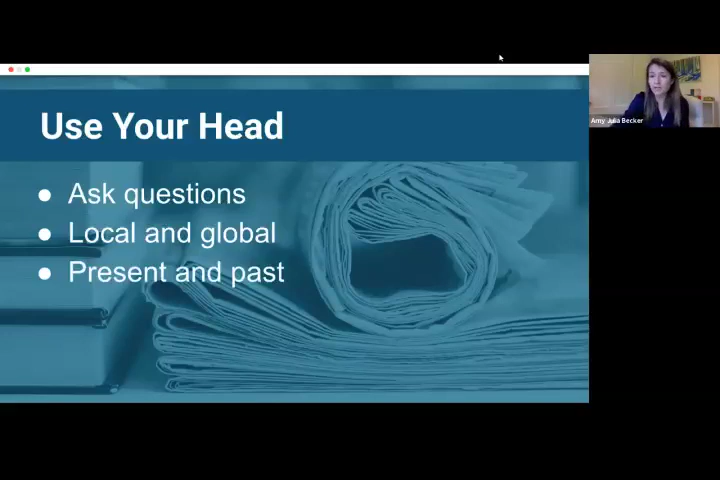 Use Your Head
● Ask questions
● Local and global
● Present and past
Amy Julia Becker